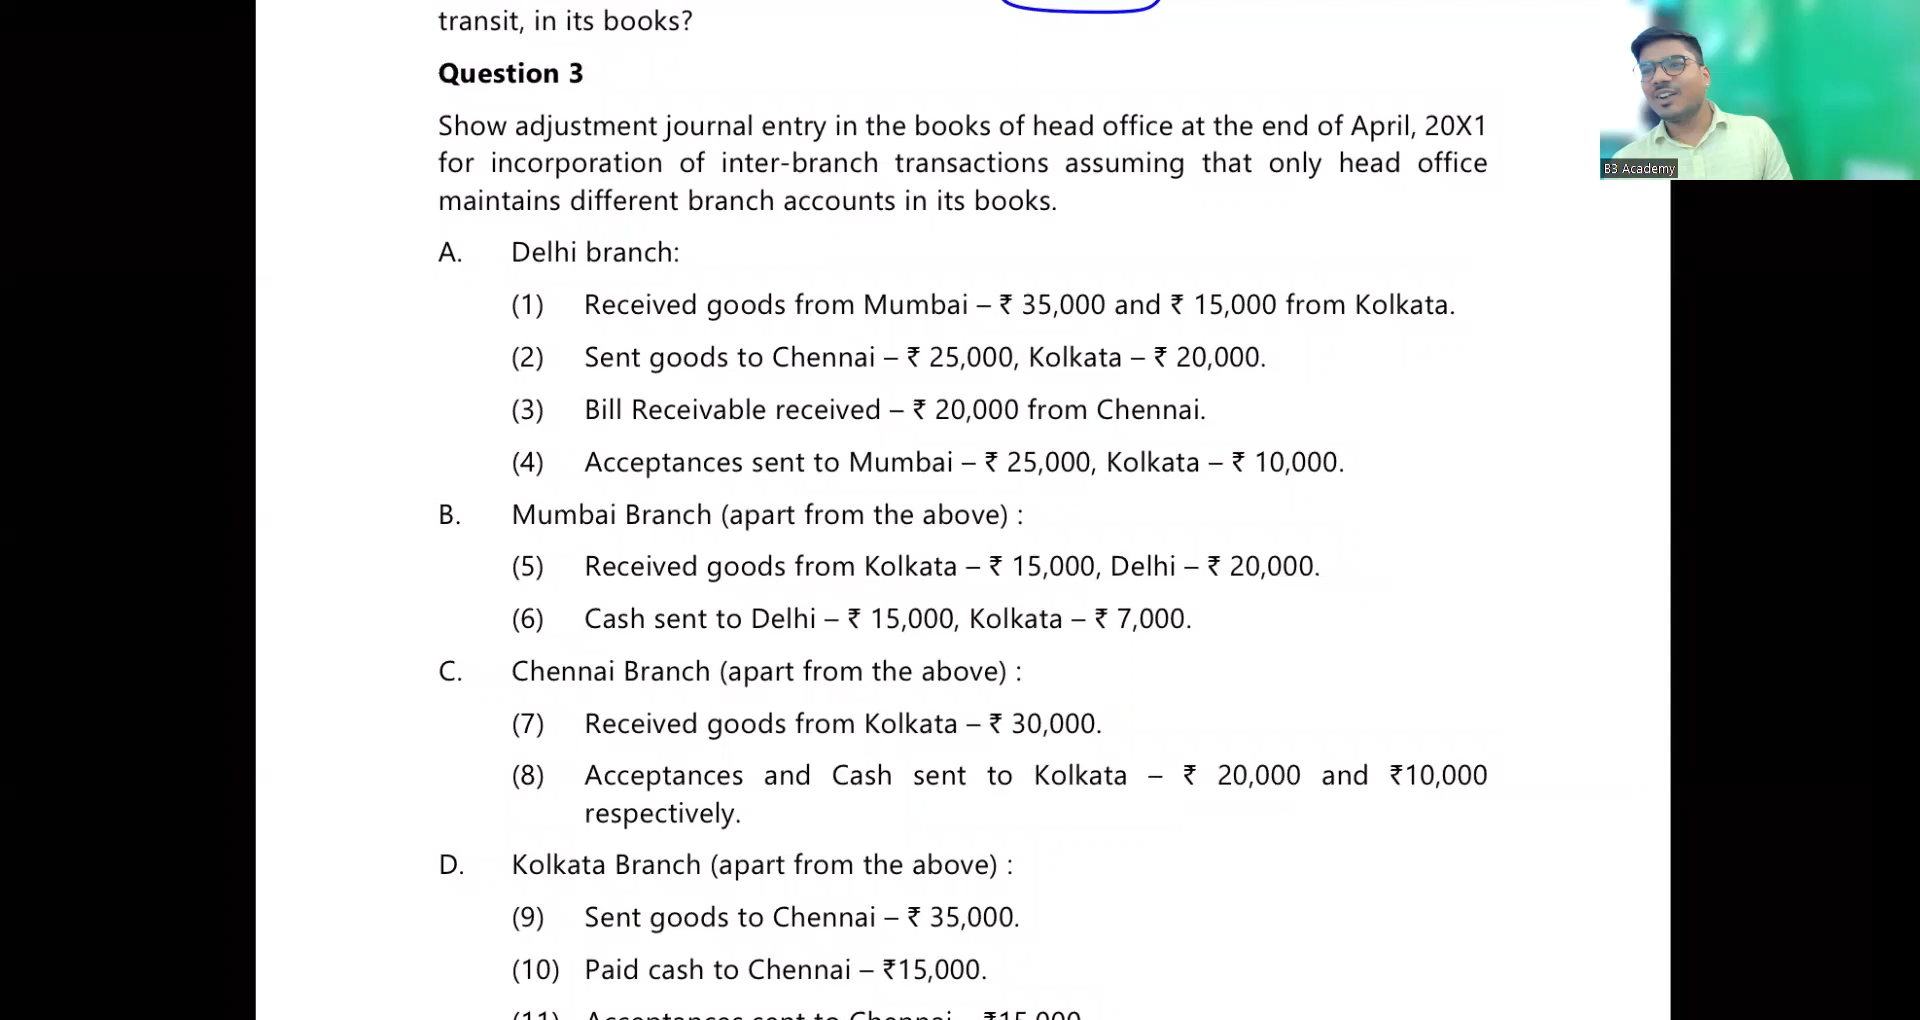 transit, in its books?
Question 3
Show adjustment journal entry in the books of head office at the end of April, 20X1
for incorporation of inter-branch transactions assuming that only head office
maintains different branch accounts in its books.
A. Delhi branch:
(1) Received goods from Mumbai – ₹ 35,000 and ₹ 15,000 from Kolkata.
(2) Sent goods to Chennai – ₹ 25,000, Kolkata – ₹ 20,000.
(3) Bill Receivable received – ₹ 20,000 from Chennai.
(4) Acceptances sent to Mumbai – ₹ 25,000, Kolkata – ₹ 10,000.
B. Mumbai Branch (apart from the above) :
(5) Received goods from Kolkata – ₹ 15,000, Delhi – ₹ 20,000.
(6) Cash sent to Delhi – ₹ 15,000, Kolkata – ₹ 7,000.
C. Chennai Branch (apart from the above) :
(7) Received goods from Kolkata – ₹ 30,000.
(8) Acceptances and Cash sent to Kolkata – ₹ 20,000 and ₹10,000
respectively.
D. Kolkata Branch (apart from the above) :
(9) Sent goods to Chennai – ₹ 35,000.
(10) Paid cash to Chennai – ₹15,000.
(11) Acceptances sent to Chennai – ₹15,000
B3 Academy